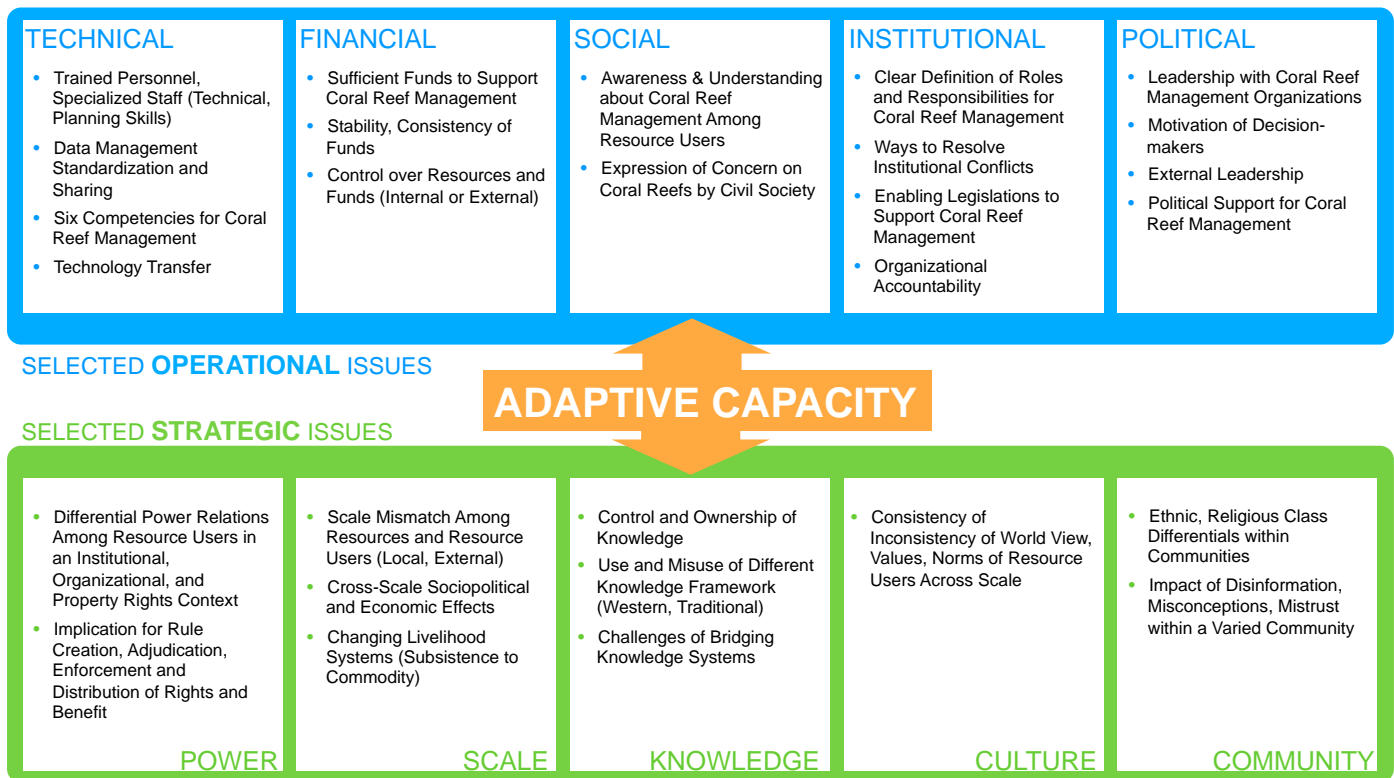 TECHNICAL
• Trained Personnel,
Specialized Staff (Technical,
Planning Skills)
• Data Management
Standardization and
Sharing
• Six Competencies for Coral
Reef Management
• Technology Transfer
FINANCIAL
• Sufficient Funds to Support
Coral Reef Management
• Stability, Consistency of
Funds
• Control over Resources and
Funds (Internal or External)
SOCIAL
• Awareness & Understanding
about Coral Reef
Management Among
Resource Users
• Expression of Concern on
Coral Reefs by Civil Society
INSTITUTIONAL
• Clear Definition of Roles
and Responsibilities for
Coral Reef Management
• Ways to Resolve
Institutional Conflicts
• Enabling Legislations to
Support Coral Reef
Management
• Organizational
Accountability
POLITICAL
• Leadership with Coral Reef
Management Organizations
• Motivation of Decision-
makers
• External Leadership
• Political Support for Coral
Reef Management
SELECTED OPERATIONAL ISSUES
ADAPTIVE CAPACITY
SELECTED STRATEGIC ISSUES
• Differential Power Relations
Among Resource Users in
an Institutional,
Organizational, and
Property Rights Context
• Implication for Rule
Creation, Adjudication,
Enforcement and
Distribution of Rights and
Benefit
POWER
• Scale Mismatch Among
Resources and Resource
Users (Local, External)
• Cross-Scale Sociopolitical
and Economic Effects
• Changing Livelihood
Systems (Subsistence to
Commodity)
SCALE
• Control and Ownership of
Knowledge
• Use and Misuse of Different
Knowledge Framework
(Western, Traditional)
• Challenges of Bridging
Knowledge Systems
KNOWLEDGE
• Consistency of
Inconsistency of World View,
Values, Norms of Resource
Users Across Scale
CULTURE
• Ethnic, Religious Class
Differentials within
Communities
• Impact of Disinformation,
Misconceptions, Mistrust
within a Varied Community
COMMUNITY